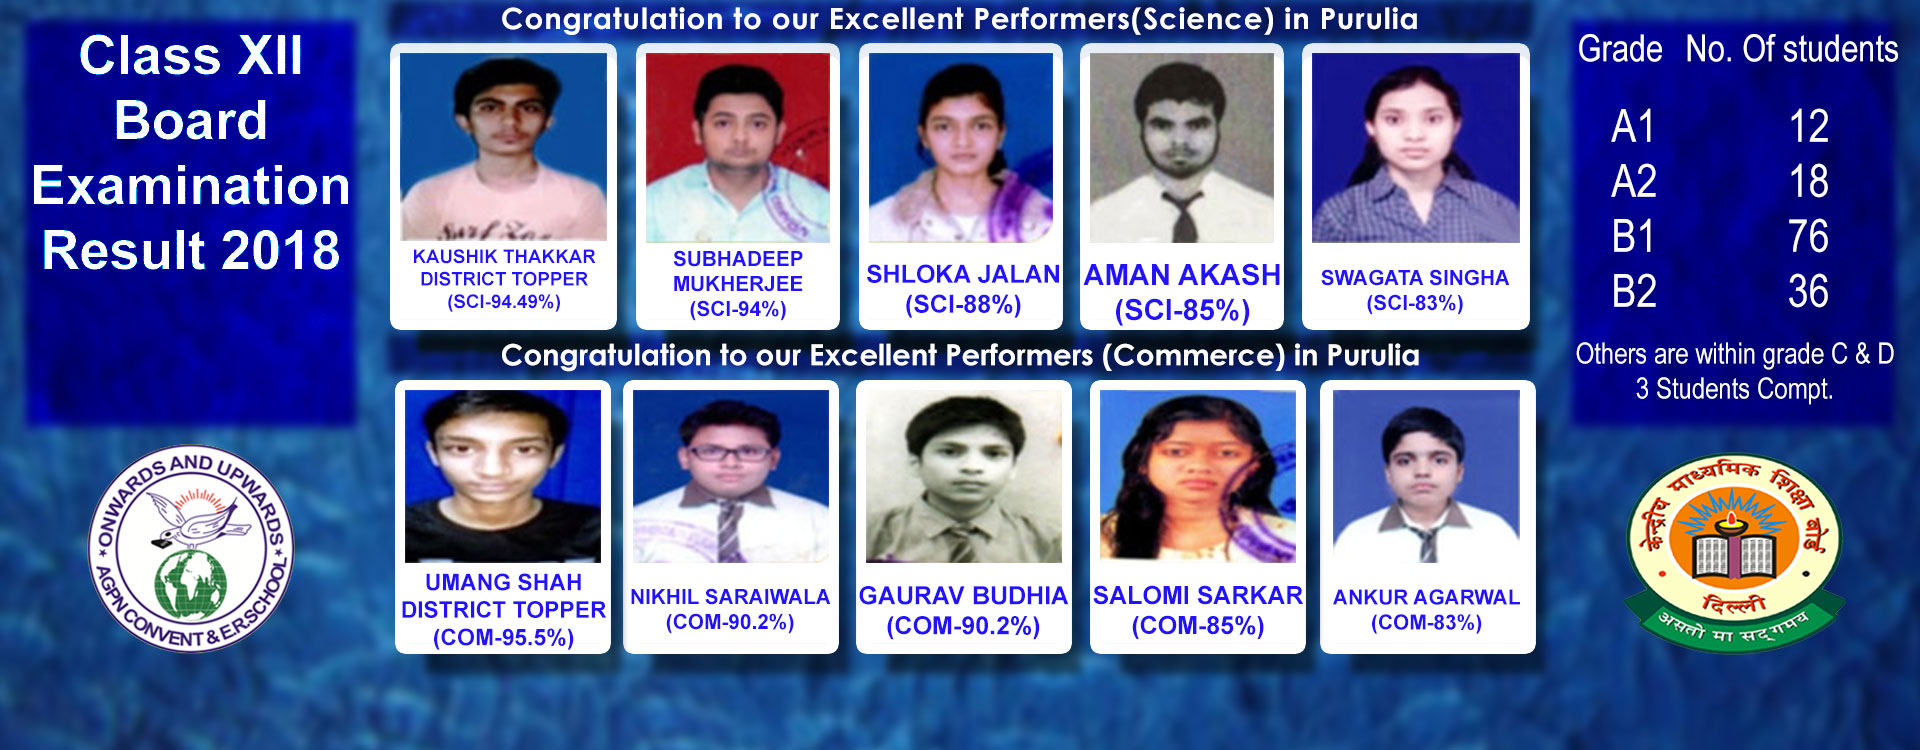 Class XII
Board
Examination
Result 2018
Congratulation to our Excellent Performers(Science) in Purulia
KAUSHIK THAKKAR
DISTRICT TOPPER
(SCI-94.49%)
SUBHADEEP
MUKHERJEE
(SCI-94%)
SHLOKA JALAN
(SCI-88%)
AMAN AKASH
(SCI-85%)
SWAGATA SINGHA
(SCI-83%)
Congratulation to our Excellent Performers (Commerce) in Purulia
UMANG SHAH
DISTRICT TOPPER
(COM-95.5%)
NIKHIL SARAIWALA
(COM-90.2%)
GAURAV BUDHIA
(COM-90.2%)
SALOMI SARKAR
(COM-85%)
ANKUR AGARWAL
(COM-83%)
Grade No. Of students
A1 12
A2 18
B1 76
B2 36
Others are within grade C & D
3 Students Compt.
ONWARDS AND UPWARDS
AGPN CONVENT & E.R.SCHOOL
केन्द्रीय माध्यमिक शिक्षा बोर्ड
दिल्ली
असतो मा सद्गमय